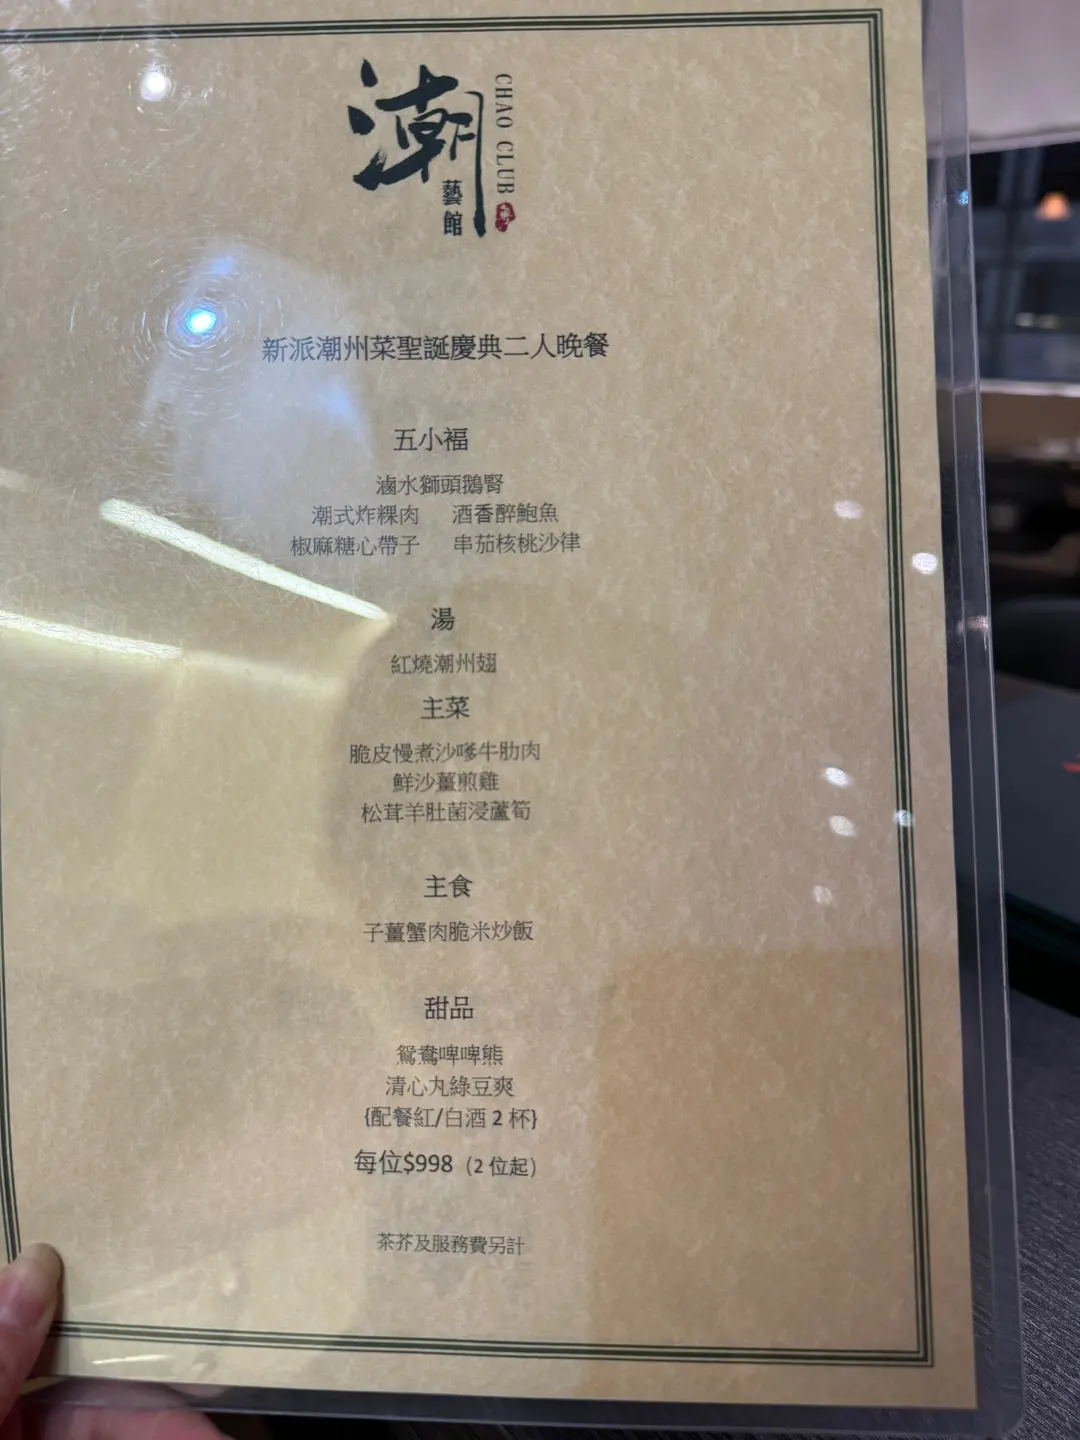 潮
藝館
CHAO CLUB
新派潮州菜聖誕慶典二人晚餐
五小福
滷水獅頭鵝腎
潮式炸粿肉 酒香醉鮑魚
椒麻糖心帶子 串茄核桃沙律
湯
紅燒潮州翅
主菜
脆皮慢煮沙嗲牛肋肉
鮮沙薑煎雞
松茸羊肚菌浸蘆筍
主食
子薑蟹肉脆米炒飯
甜品
鴛鴦啤啤熊
清心丸綠豆爽
{配餐紅/白酒 2 杯}
每位$998（2 位起）
茶芥及服務費另計